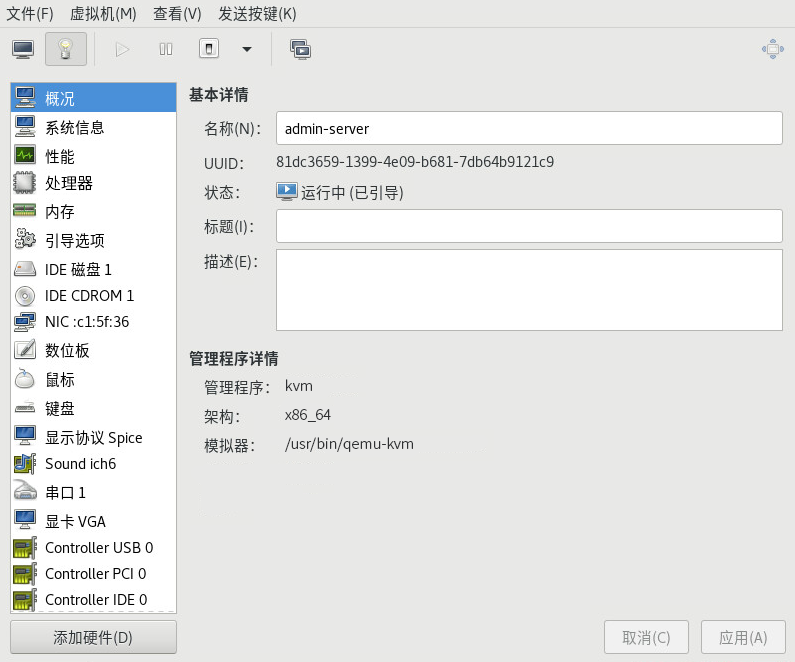 文件(F) 虚拟机(M) 查看(V) 发送按键(K)
概况
系统信息
性能
处理器
内存
引导选项
IDE 磁盘 1
IDE CDROM 1
NIC :c1:5f:36
数位板
鼠标
键盘
显示协议 Spice
Sound ich6
串口 1
显卡 VGA
Controller USB 0
Controller PCI 0
Controller IDE 0
添加硬件(D)
基本详情
名称(N): admin-server
UUID: 81dc3659-1399-4e09-b681-7db64b9121c9
状态: 运行中 (已引导)
标题(I):
描述(E):
管理程序详情
管理程序: kvm
架构: x86_64
模拟器: /usr/bin/qemu-kvm
取消(C) 应用(A)